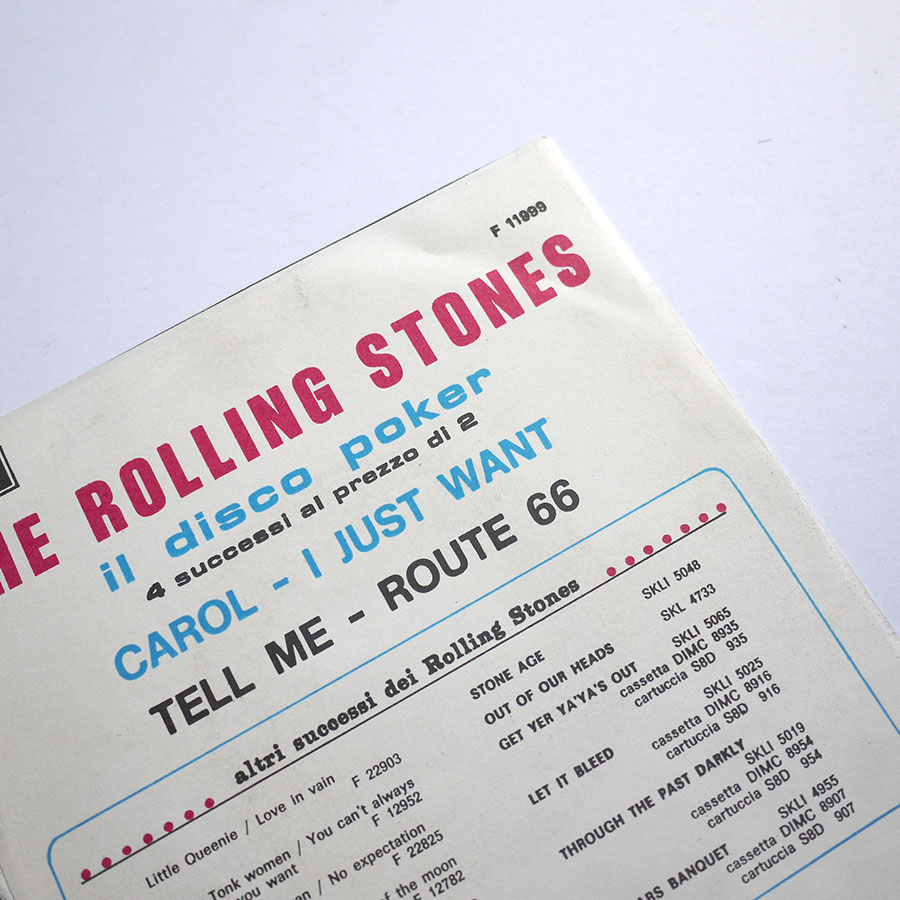 F 11999
ROLLING STONES
il disco poker
4 successi al prezzo di 2
CAROL - I JUST WANT
TELL ME - ROUTE 66
altri successi dei Rolling Stones
Little Queenie / Love in vain F 22903
Tonk women / You can't always
you want F 12952
/ No expectation
F 22825
of the moon
F 12782
STONE AGE SKLI 5048
OUT OF OUR HEADS SKL 4733
GET YER YA'YA'S OUT SKLI 5065
cassetta DIMC 8935
cartuccia S8D 935
LET IT BLEED SKLI 5025
cassetta DIMC 8916
cartuccia S8D 916
THROUGH THE PAST DARKLY SKLI 5019
cassetta DIMC 8954
cartuccia S8D 954
BANQUET SKLI 4955
cassetta DIMC 8907
cartuccia S8D 907